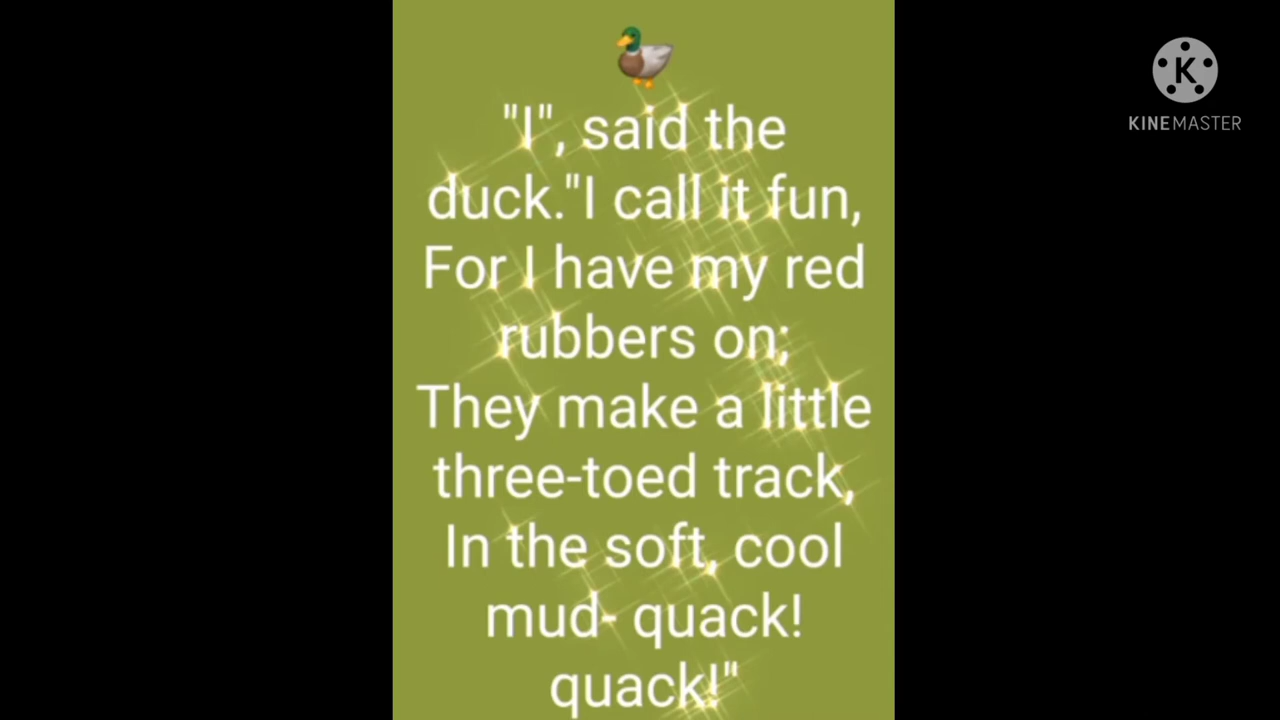 "I", said the
duck."I call it fun,
For I have my red
rubbers on;
They make a little
three-toed track,
In the soft, cool
mud- quack!
quack!"
K
KINEMASTER